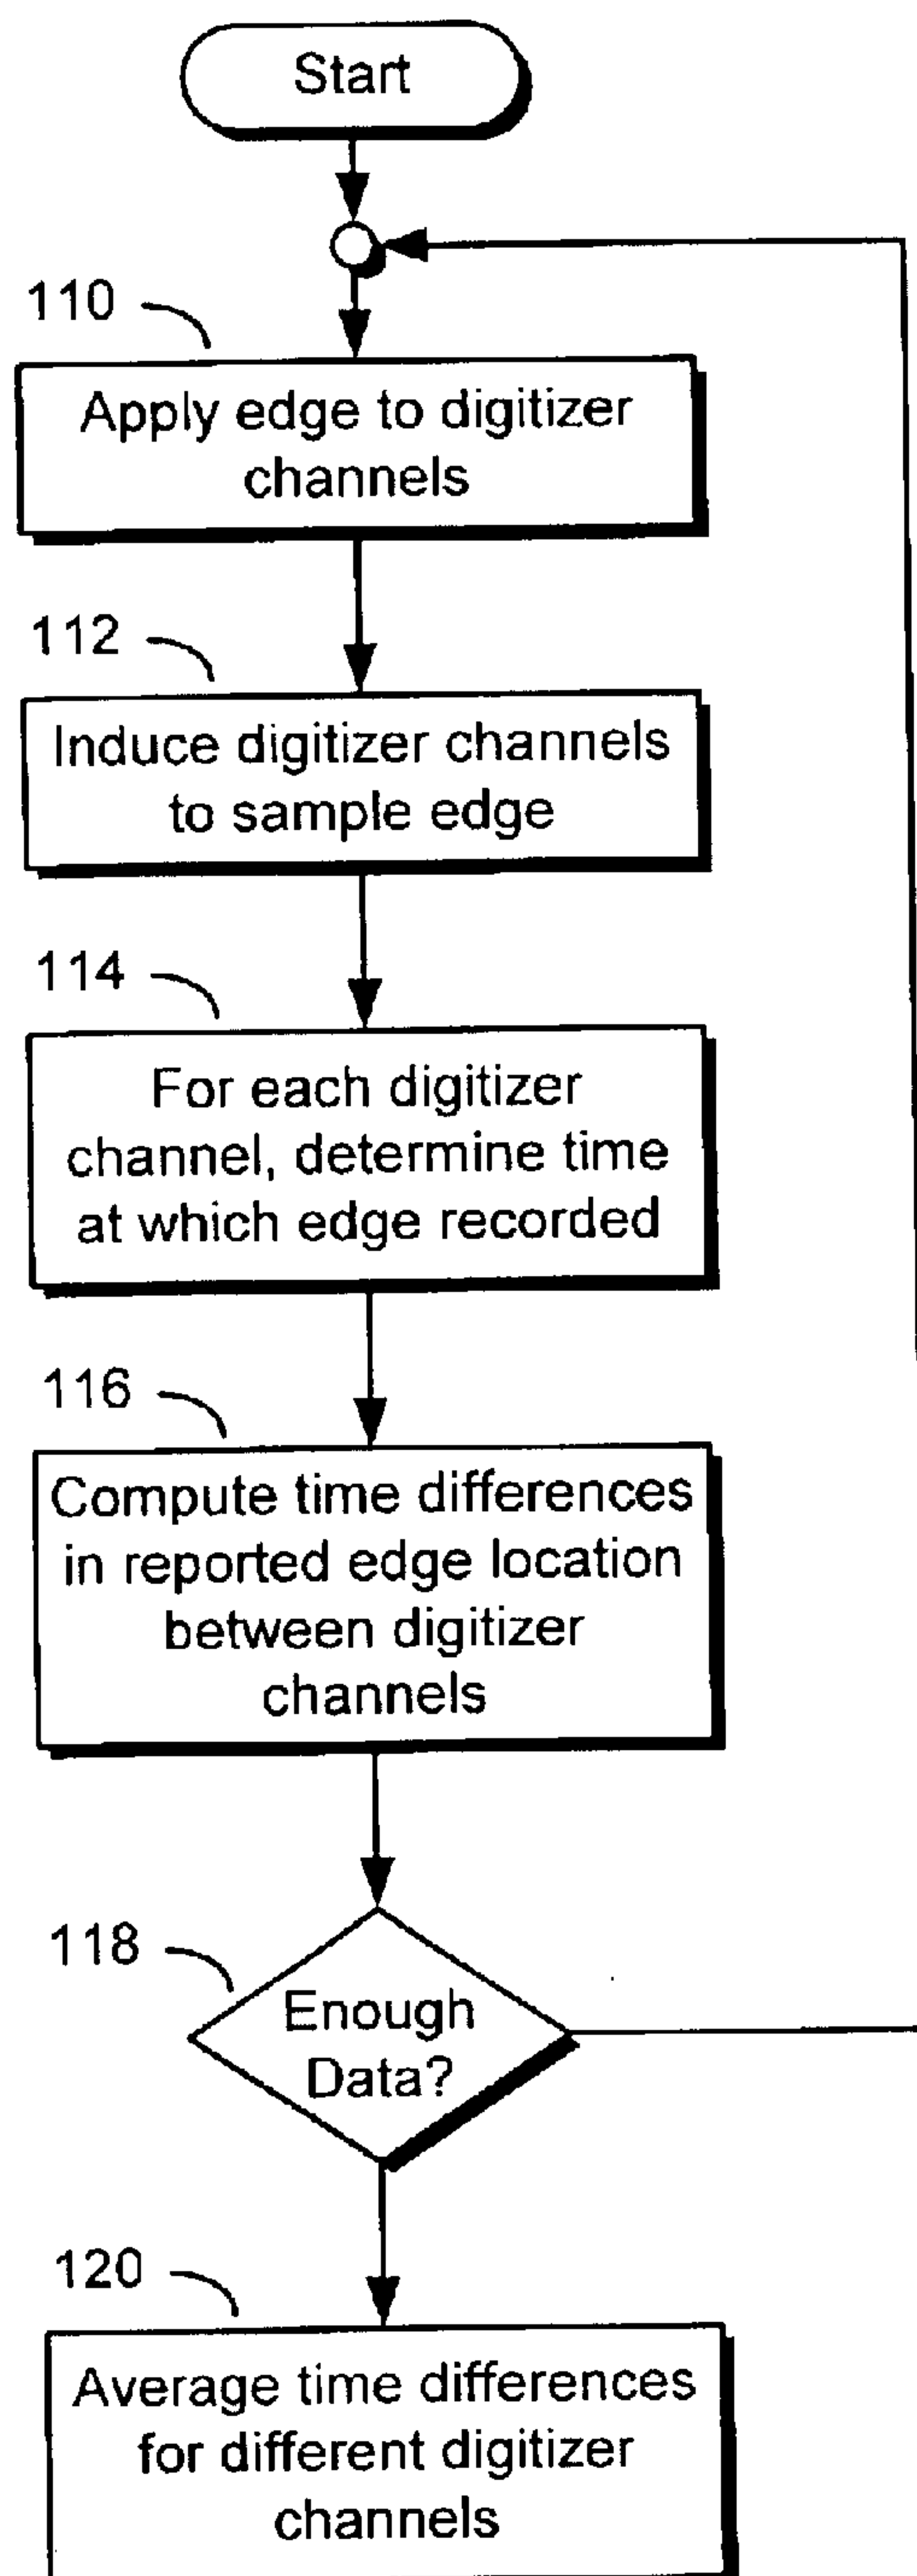 Start
110
Apply edge to digitizer
channels
112
Induce digitizer channels
to sample edge
114
For each digitizer
channel, determine time
at which edge recorded
116
Compute time differences
in reported edge location
between digitizer
channels
118
Enough
Data?
120
Average time differences
for different digitizer
channels